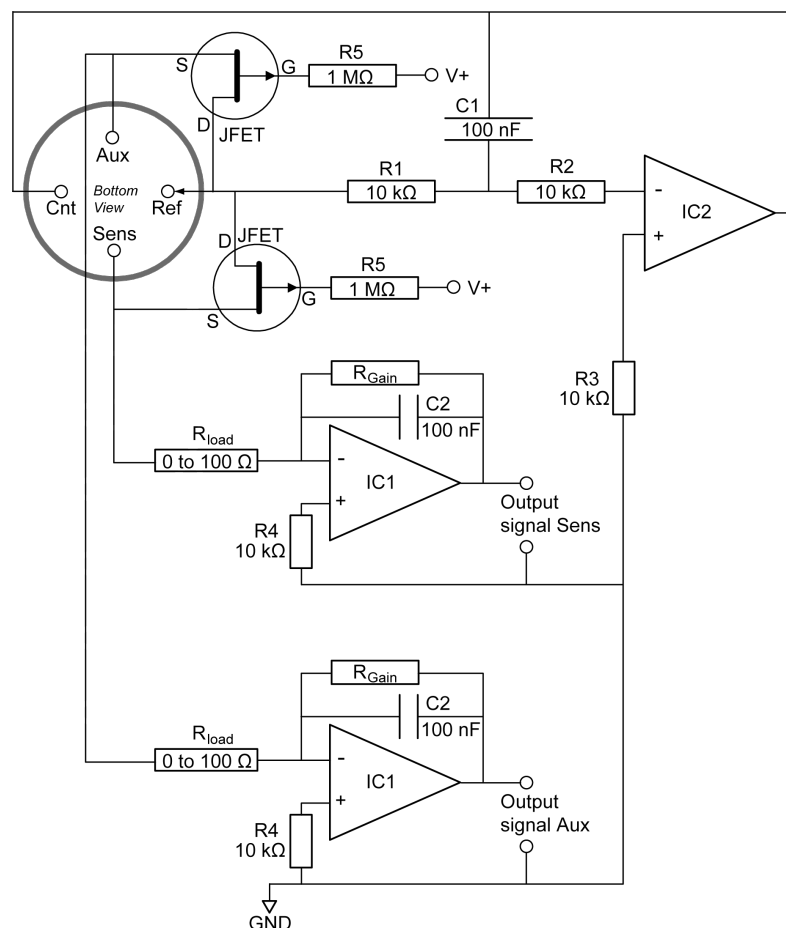 R5
S
G
1 MΩ
V+
D
JFET
C1
100 nF
Aux
R1
10 kΩ
R2
10 kΩ
-
+
IC2
Cnt
Bottom
View
Ref
Sens
D
JFET
R5
G
1 MΩ
V+
S
R3
10 kΩ
RGain
C2
100 nF
Rload
0 to 100 Ω
-
+
IC1
R4
10 kΩ
Output
signal Sens
RGain
C2
100 nF
Rload
0 to 100 Ω
-
+
IC1
R4
10 kΩ
Output
signal Aux
GND